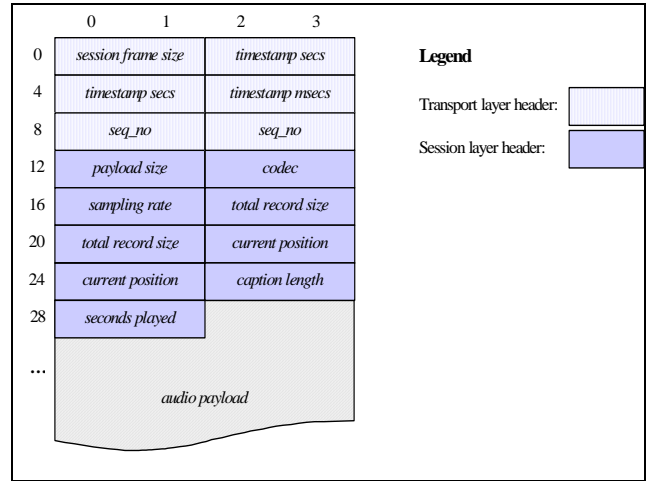 0 1 2 3
0 session frame size timestamp secs
4 timestamp secs timestamp msecs
8 seq_no seq_no
12 payload size codec
16 sampling rate total record size
20 total record size current position
24 current position caption length
28 seconds played
...
audio payload
Legend
Transport layer header:
Session layer header: